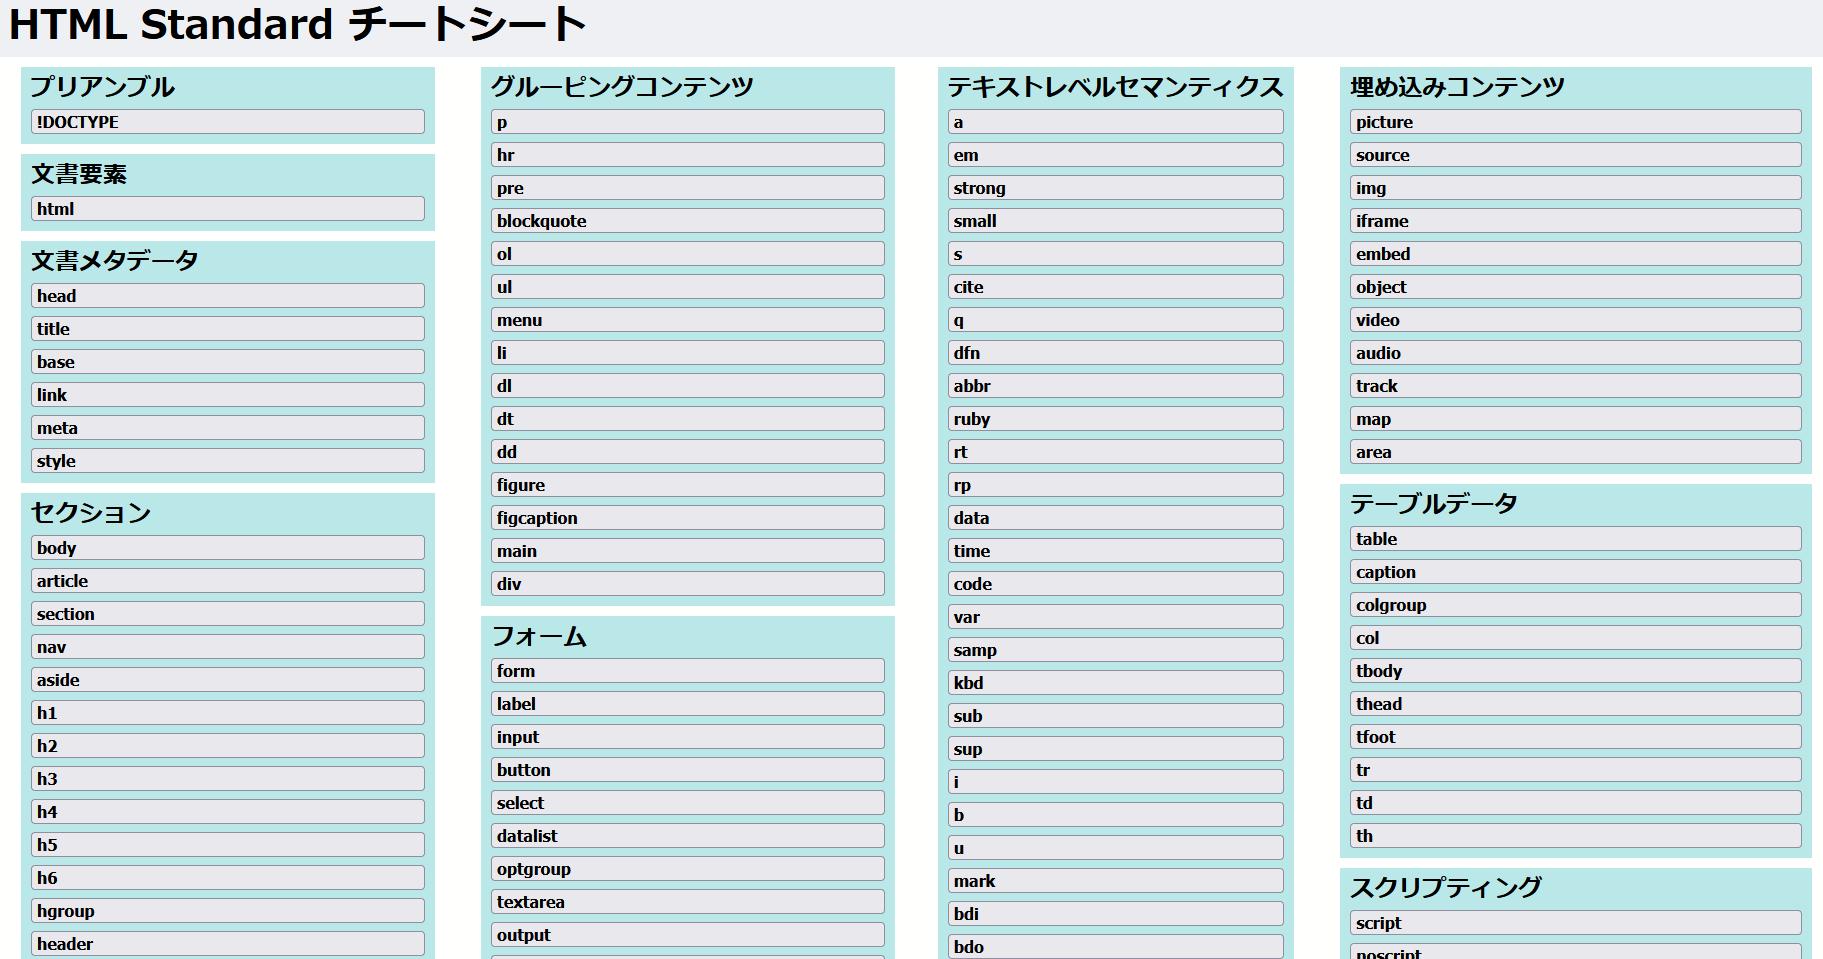 HTML Standard チートシート
プリアンブル
!DOCTYPE
文書要素
html
文書メタデータ
head
title
base
link
meta
style
セクション
body
article
section
nav
aside
h1
h2
h3
h4
h5
h6
hgroup
header
グルーピングコンテンツ
p
hr
pre
blockquote
ol
ul
menu
li
dl
dt
dd
figure
figcaption
main
div
フォーム
form
label
input
button
select
datalist
optgroup
textarea
output
テキストレベルセマンティクス
a
em
strong
small
s
cite
q
dfn
abbr
ruby
rt
rp
data
time
code
var
samp
kbd
sub
sup
i
b
u
mark
bdi
bdo
埋め込みコンテンツ
picture
source
img
iframe
embed
object
video
audio
track
map
area
テーブルデータ
table
caption
colgroup
col
tbody
thead
tfoot
tr
td
th
スクリプティング
script
noscript